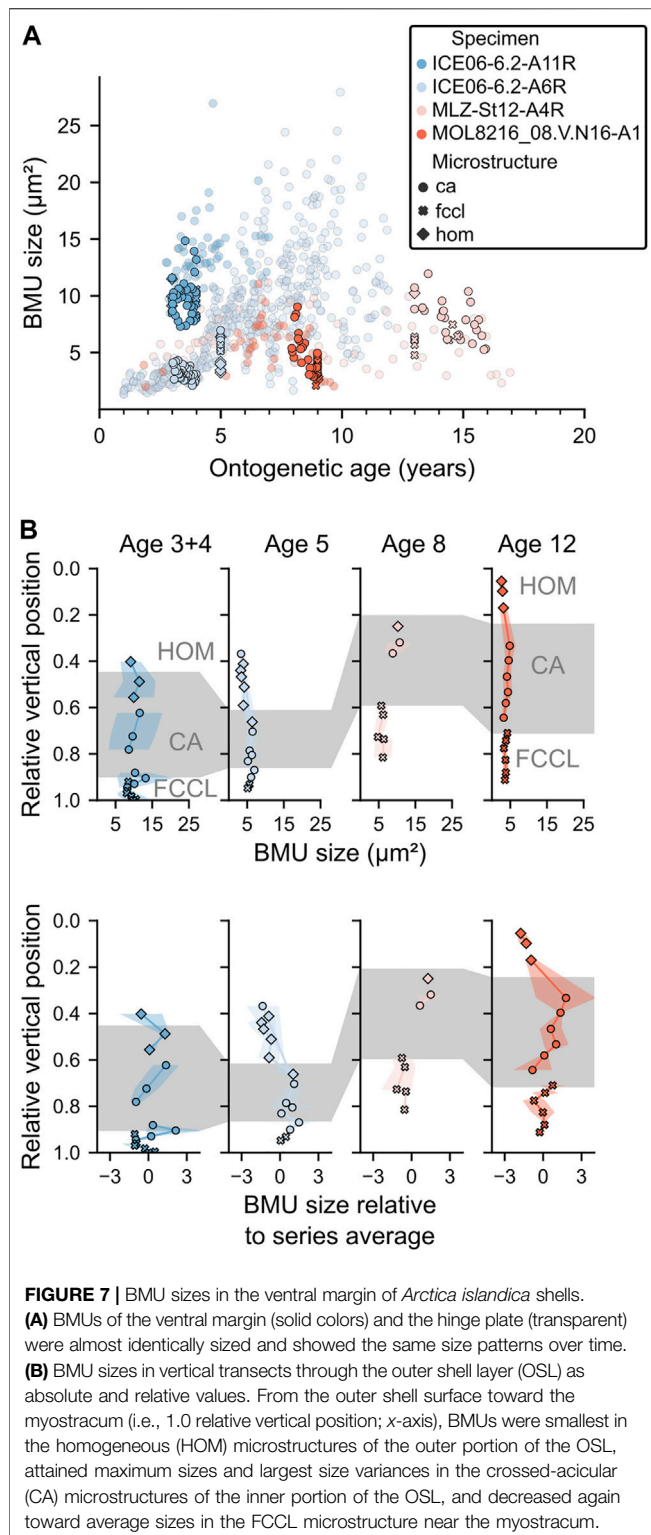 A
Specimen
ICE06-6.2-A11R
ICE06-6.2-A6R
MLZ-St12-A4R
MOL8216_08.V.N16-A1
Microstructure
ca
fccl
hom
BMU size (µm²)
25
20
15
10
5
0 5 10 15 20
Ontogenetic age (years)
B
Age 3+4 Age 5 Age 8 Age 12
Relative vertical position
0.0
0.2
0.4
0.6
0.8
1.0
HOM
CA
FCCL
HOM
CA
FCCL
5 15 25 5 15 25 5 15 25 5 15 25
BMU size (µm²)
Relative vertical position
0.0
0.2
0.4
0.6
0.8
1.0
−3 0 3 −3 0 3 −3 0 3 −3 0 3
BMU size relative
to series average
FIGURE 7 | BMU sizes in the ventral margin of Arctica islandica shells.
(A) BMUs of the ventral margin (solid colors) and the hinge plate (transparent)
were almost identically sized and showed the same size patterns over time.
(B) BMU sizes in vertical transects through the outer shell layer (OSL) as
absolute and relative values. From the outer shell surface toward the
myostracum (i.e., 1.0 relative vertical position; x-axis), BMUs were smallest in
the homogeneous (HOM) microstructures of the outer portion of the OSL,
attained maximum sizes and largest size variances in the crossed-acicular
(CA) microstructures of the inner portion of the OSL, and decreased again
toward average sizes in the FCCL microstructure near the myostracum.